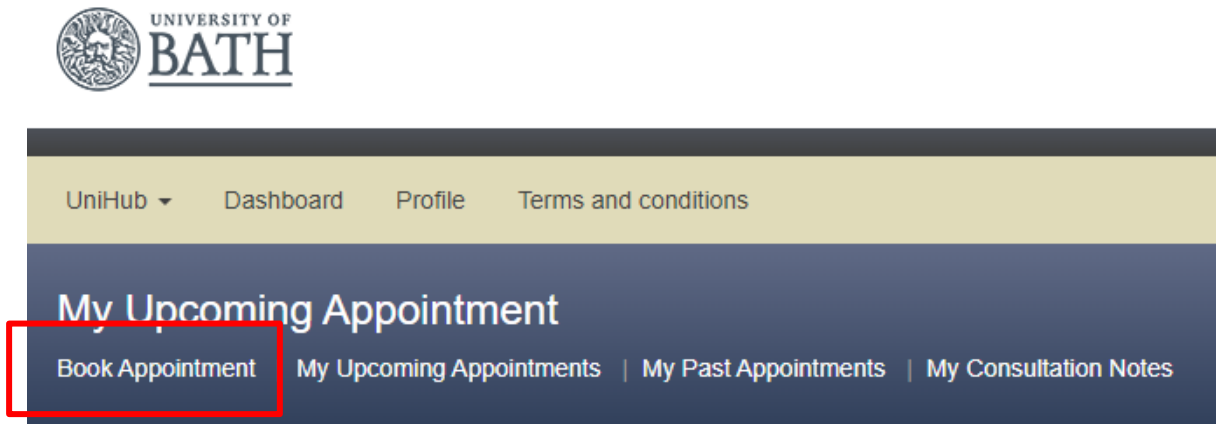 UNIVERSITY OF
BATH
UniHub Dashboard Profile Terms and conditions
My Upcoming Appointment
Book Appointment My Upcoming Appointments | My Past Appointments | My Consultation Notes